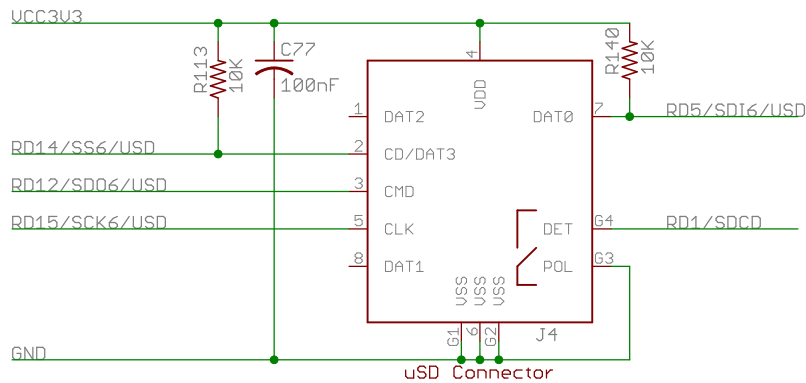 VCC3V3
R113
10K
C77
100nF
4
VDD
R140
10K
1
DAT2
DAT0
7
RD5/SDI6/USD
RD14/SS6/USD
2
CD/DAT3
RD12/SDO6/USD
3
CMD
RD15/SCK6/USD
5
CLK
DET
G4
RD1/SDCD
8
DAT1
POL
G3
VSS
VSS
VSS
G1
6
G2
J4
GND
uSD Connector